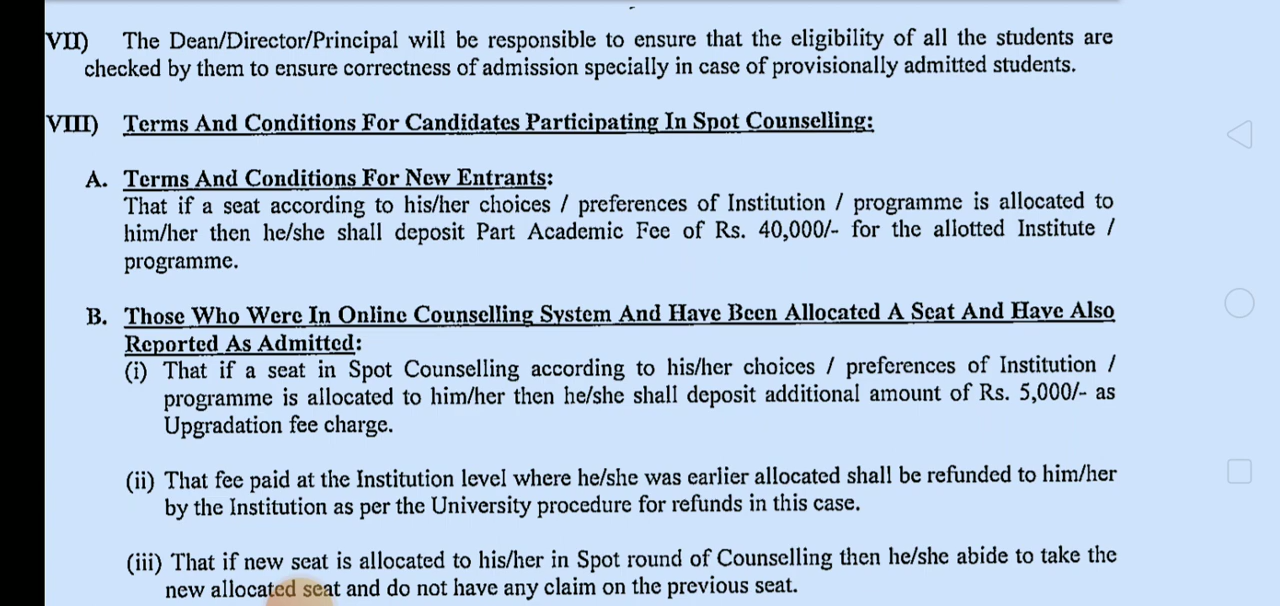 VII) The Dean/Director/Principal will be responsible to ensure that the eligibility of all the students are
checked by them to ensure correctness of admission specially in case of provisionally admitted students.
VIII) Terms And Conditions For Candidates Participating In Spot Counselling:
A. Terms And Conditions For New Entrants:
That if a seat according to his/her choices / preferences of Institution / programme is allocated to
him/her then he/she shall deposit Part Academic Fee of Rs. 40,000/- for the allotted Institute /
programme.
B. Those Who Were In Online Counselling System And Have Been Allocated A Seat And Have Also
Reported As Admitted:
(i) That if a seat in Spot Counselling according to his/her choices / preferences of Institution /
programme is allocated to him/her then he/she shall deposit additional amount of Rs. 5,000/- as
Upgradation fee charge.
(ii) That fee paid at the Institution level where he/she was earlier allocated shall be refunded to him/her
by the Institution as per the University procedure for refunds in this case.
(iii) That if new seat is allocated to his/her in Spot round of Counselling then he/she abide to take the
new allocated seat and do not have any claim on the previous seat.